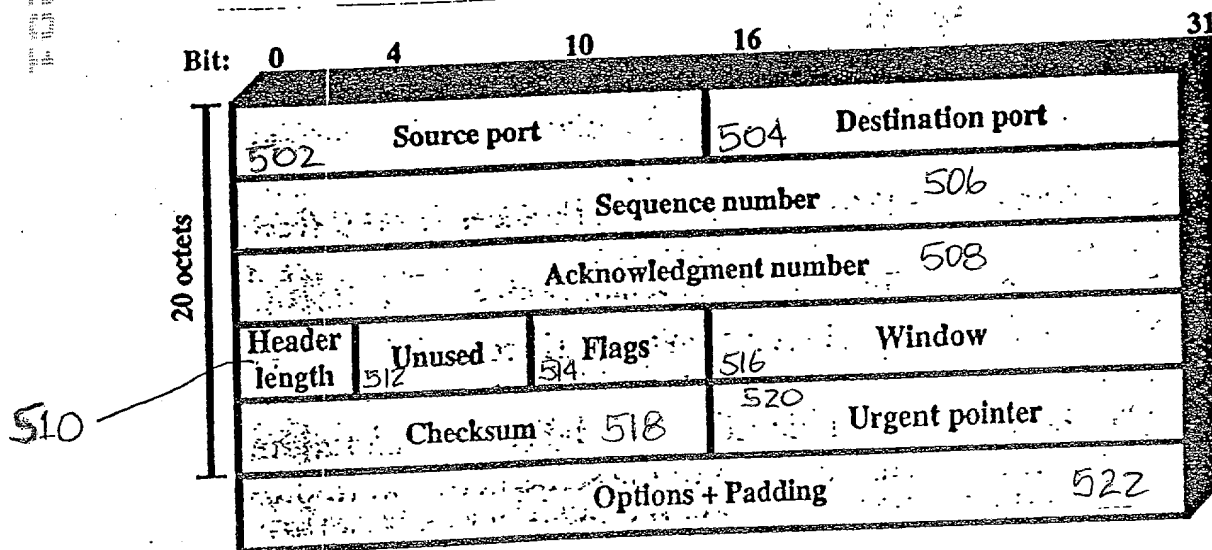 Bit: 0 4 10 16 31
Source port 502 504 Destination port
Sequence number 506
Acknowledgment number 508
Header length Unused 512 Flags 514 516 Window
510
Checksum 518 520 Urgent pointer
Options + Padding 522
20 octets